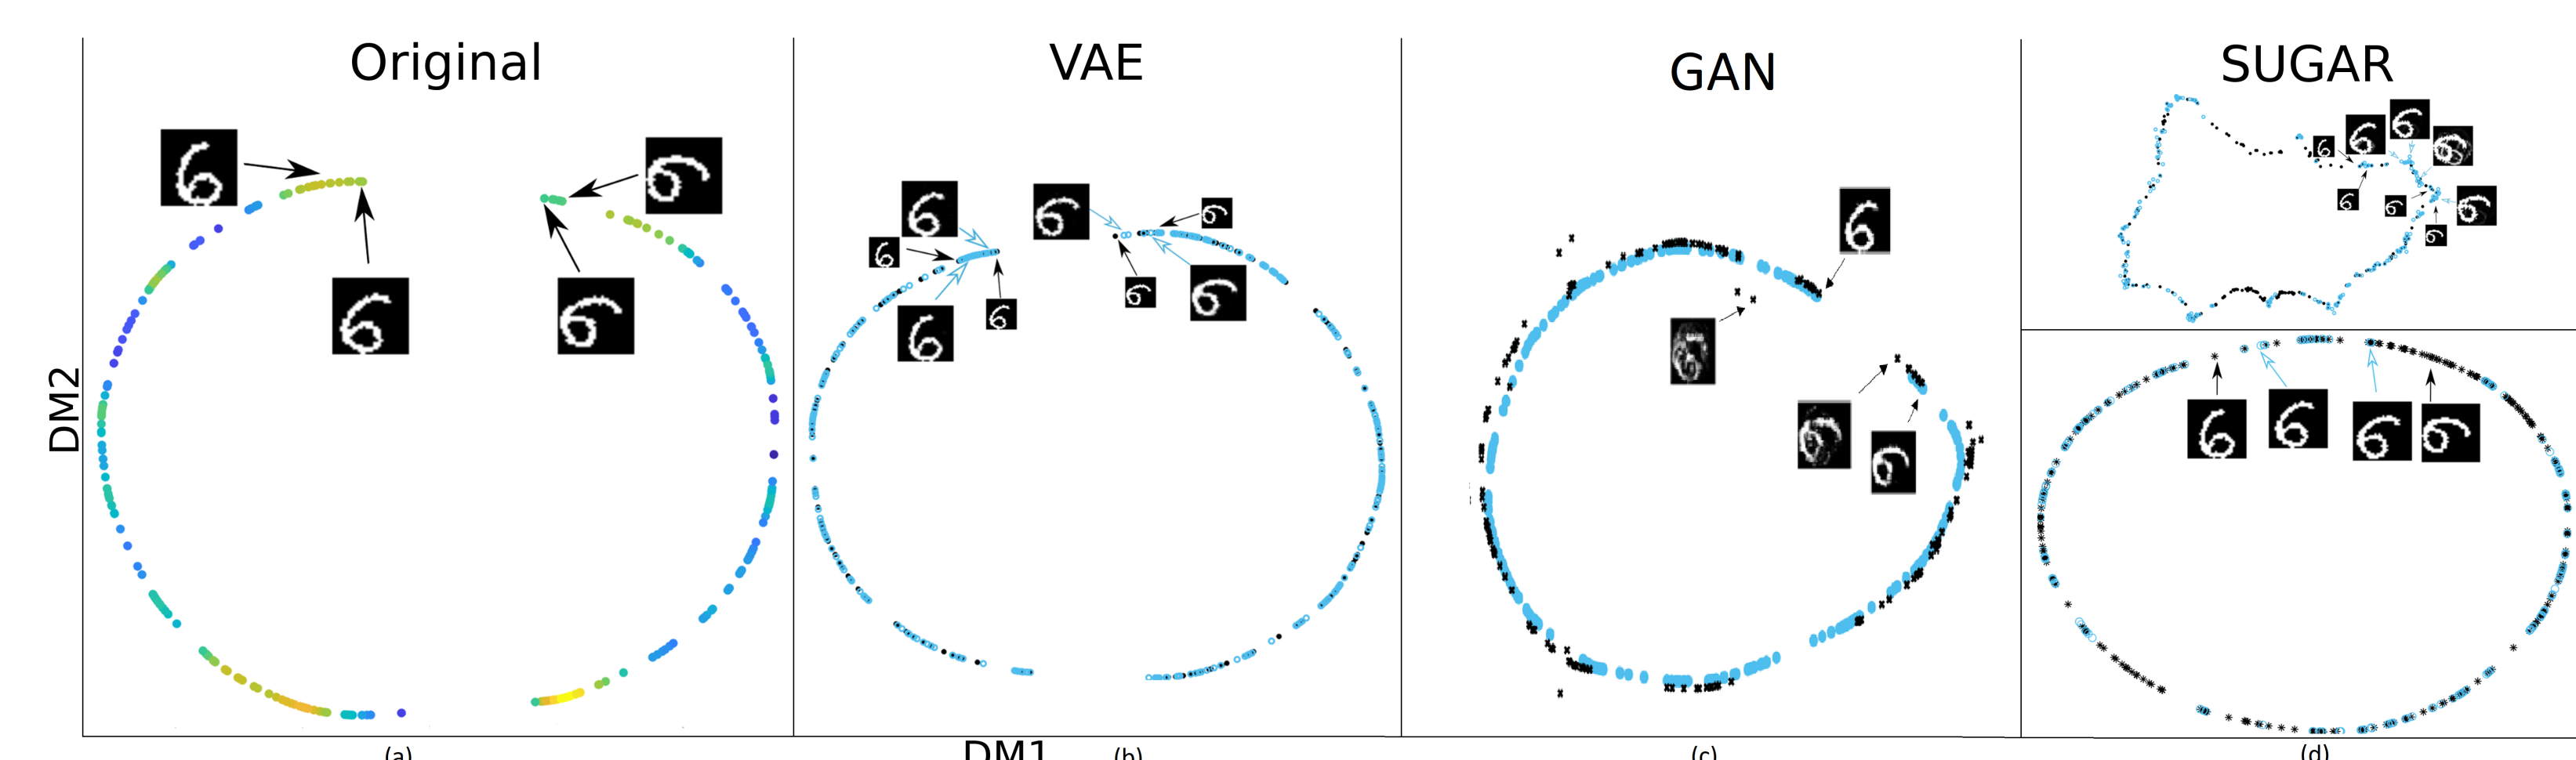 Original
VAE
GAN
SUGAR
DM2
DM1
(a)
(b)
(c)
(d)